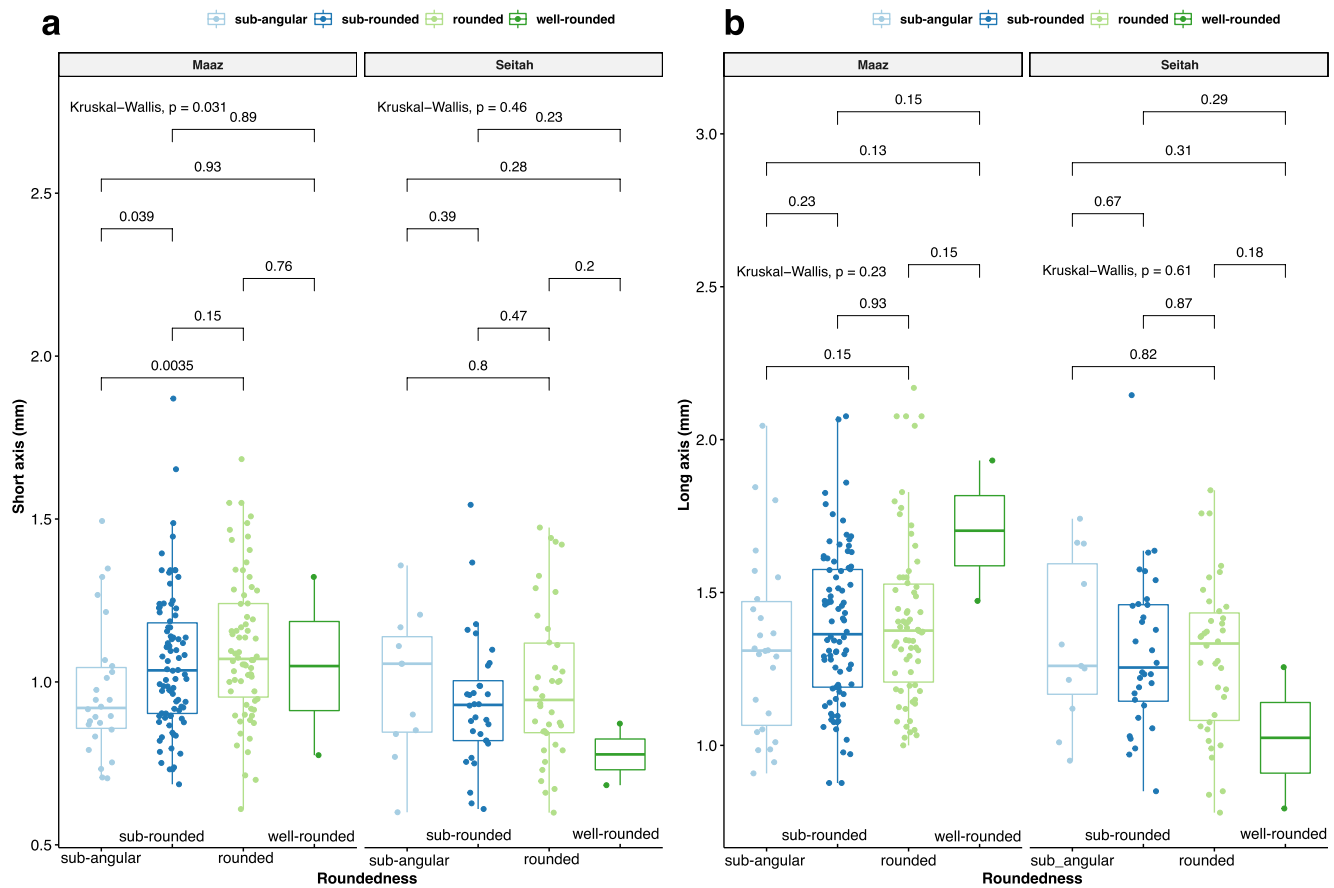 a
sub-angular sub-rounded rounded well-rounded
Maaz Seitah
Kruskal−Wallis, p = 0.031
0.89
0.93
0.039
0.76
0.15
0.0035
Kruskal−Wallis, p = 0.46
0.23
0.28
0.39
0.2
0.47
0.8
2.5
2.0
1.5
1.0
0.5
Short axis (mm)
sub-angular sub-rounded rounded well-rounded
sub-angular sub-rounded rounded well-rounded
Roundedness
b
sub-angular sub-rounded rounded well-rounded
Maaz Seitah
0.15
0.13
0.23
0.15
Kruskal−Wallis, p = 0.23
0.93
0.15
0.29
0.31
0.67
0.18
Kruskal−Wallis, p = 0.61
0.87
0.82
3.0
2.5
2.0
1.5
1.0
Long axis (mm)
sub-angular sub-rounded rounded well-rounded
sub_angular sub-rounded rounded well-rounded
Roundedness